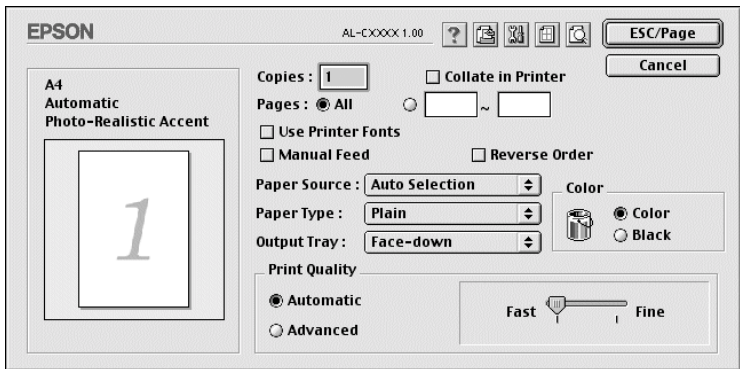 EPSON
AL-CXXXX 1.00
?
ESC/Page
Cancel
A4
Automatic
Photo-Realistic Accent
1
Copies : 1
Collate in Printer
Pages : All ~
Use Printer Fonts
Manual Feed
Reverse Order
Paper Source : Auto Selection
Paper Type : Plain
Output Tray : Face-down
Color
Color
Black
Print Quality
Automatic
Advanced
Fast Fine